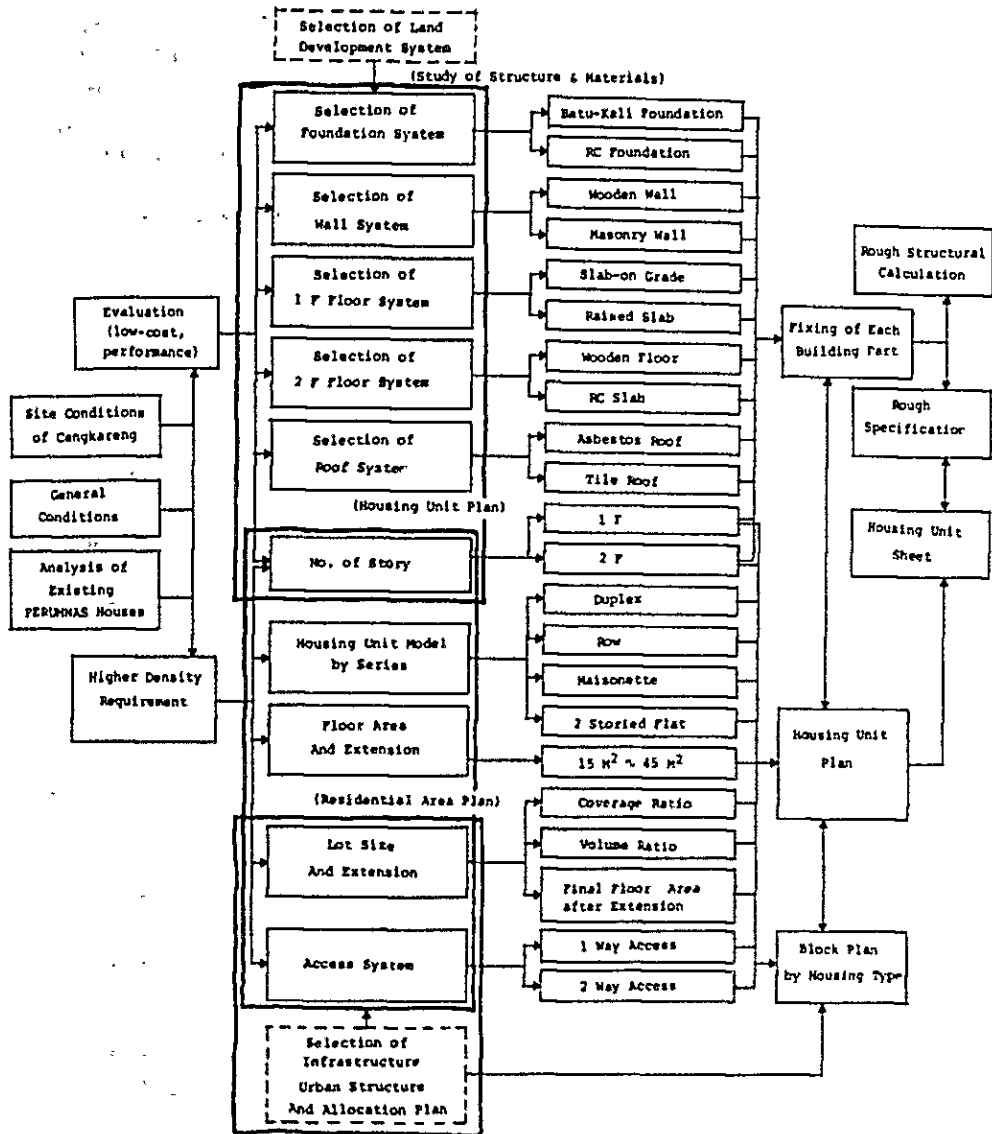 Selection of Land
Development System
(Study of Structure & Materials)
Selection of
Foundation System
Batu-Kali Foundation
RC Foundation
Selection of
Wall System
Wooden Wall
Masonry Wall
Selection of
1 F Floor System
Slab-on Grade
Raised Slab
Rough Structural
Calculation
Evaluation
(low-cost,
performance)
Fixing of Each
Building Part
Selection of
2 F Floor System
Wooden Floor
RC Slab
Site Conditions
of Cengkareng
Rough
Specification
Selection of
Roof System
Asbestos Roof
Tile Roof
General
Conditions
(Housing Unit Plan)
No. of Story
1 F
2 F
Housing Unit
Sheet
Analysis of
Existing
PERUMNAS Houses
Housing Unit Model
by Series
Duplex
Row
Maisonette
2 Storied Flat
Higher Density
Requirement
Floor Area
And Extension
15 M² ~ 45 M²
Housing Unit
Plan
(Residential Area Plan)
Lot Size
And Extension
Coverage Ratio
Volume Ratio
Final Floor Area
after Extension
Access System
1 Way Access
2 Way Access
Block Plan
by Housing Type
Selection of
Infrastructure
Urban Structure
And Allocation Plan